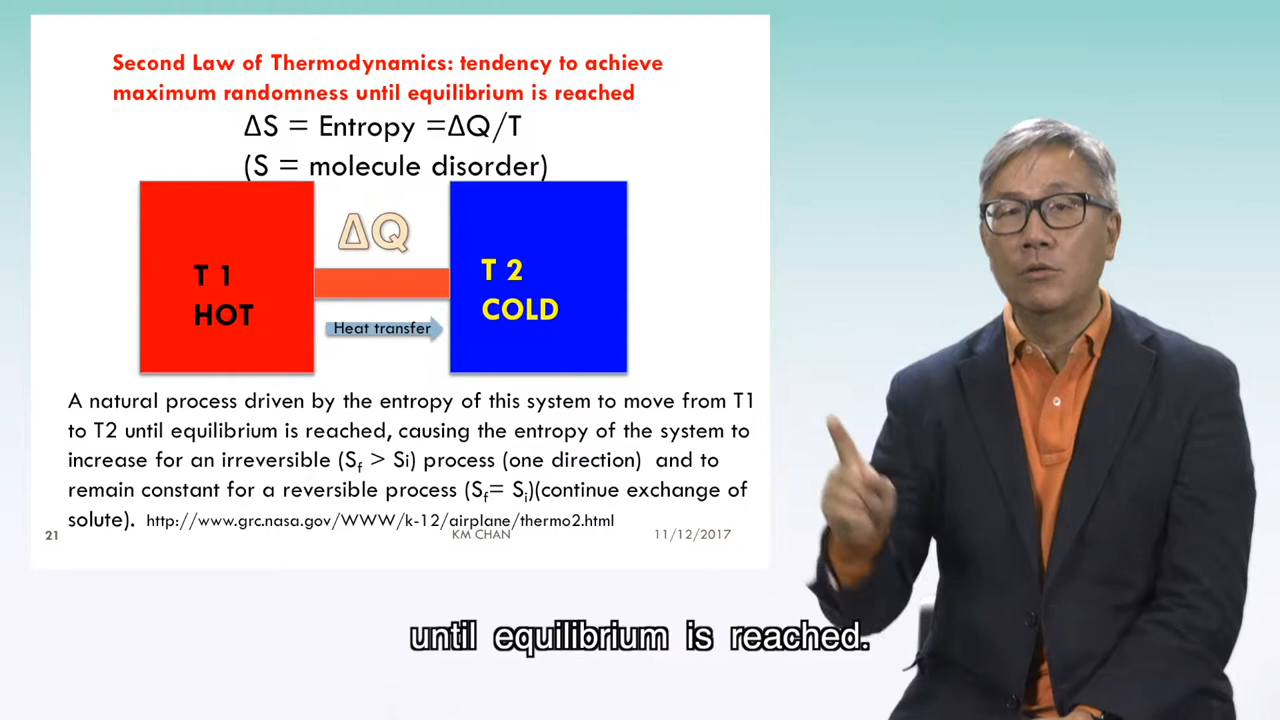 Second Law of Thermodynamics: tendency to achieve
maximum randomness until equilibrium is reached
ΔS = Entropy =ΔQ/T
(S = molecule disorder)
ΔQ
T 1
HOT
T 2
COLD
Heat transfer
A natural process driven by the entropy of this system to move from T1
to T2 until equilibrium is reached, causing the entropy of the system to
increase for an irreversible (Sf > Si) process (one direction) and to
remain constant for a reversible process (Sf= Si)(continue exchange of
solute). http://www.grc.nasa.gov/WWW/k-12/airplane/thermo2.html
21
KM CHAN
11/12/2017
until equilibrium is reached.